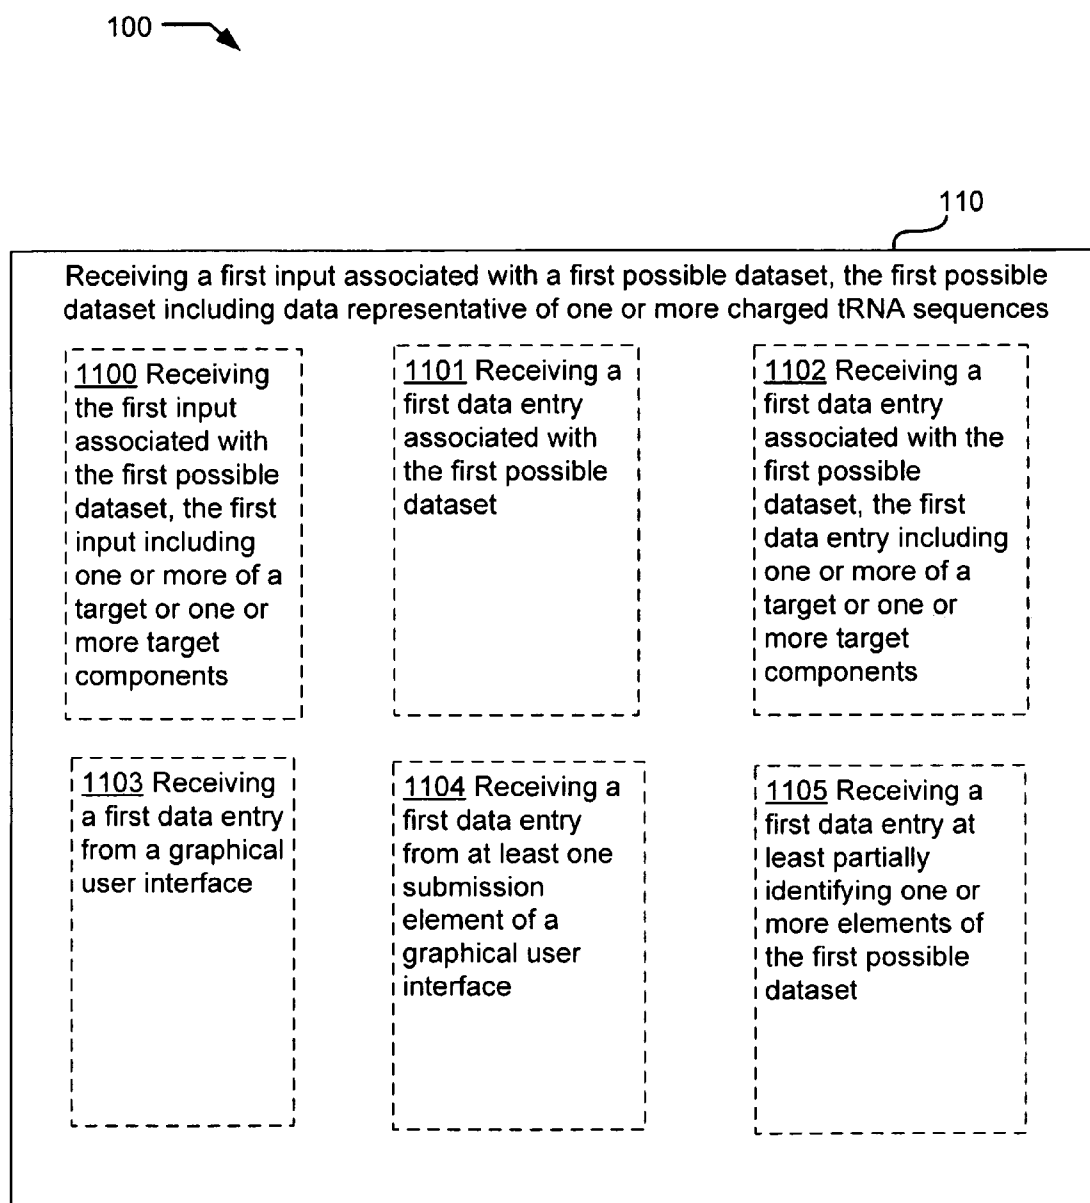 100
110
Receiving a first input associated with a first possible dataset, the first possible
dataset including data representative of one or more charged tRNA sequences
1100 Receiving
the first input
associated with
the first possible
dataset, the first
input including
one or more of a
target or one or
more target
components
1101 Receiving a
first data entry
associated with
the first possible
dataset
1102 Receiving a
first data entry
associated with the
first possible
dataset, the first
data entry including
one or more of a
target or one or
more target
components
1103 Receiving
a first data entry
from a graphical
user interface
1104 Receiving a
first data entry
from at least one
submission
element of a
graphical user
interface
1105 Receiving a
first data entry at
least partially
identifying one or
more elements of
the first possible
dataset